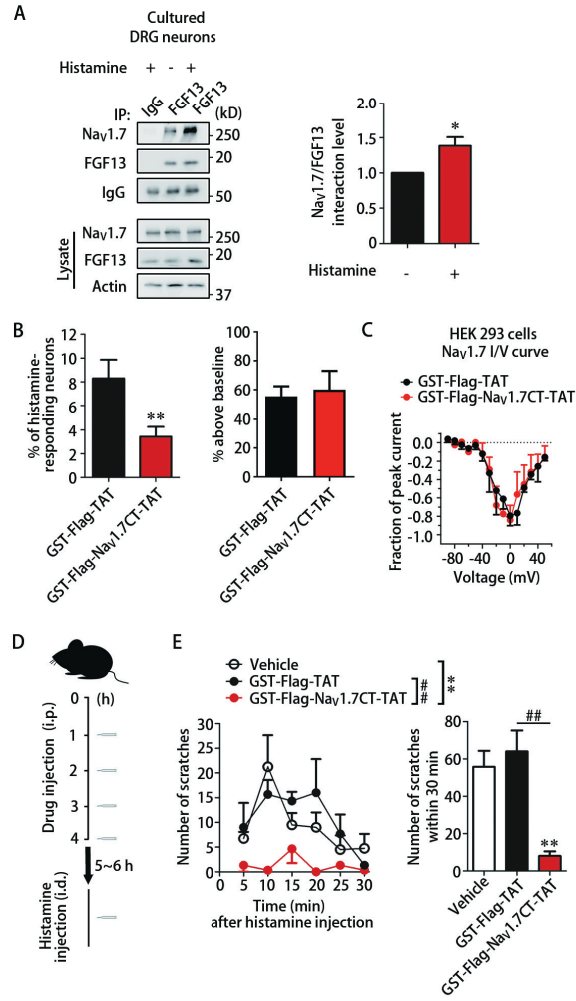 A
Cultured
DRG neurons
Histamine + - +
IP: IgG FGF13 FGF13 (kD)
NaV1.7 250
FGF13 20
IgG 50
Lysate
NaV1.7 250
FGF13 20
Actin 37
NaV1.7/FGF13
interaction level
2.0
1.5
1.0
0.5
0
*
Histamine - +
B
% of histamine-
responding neurons
12
10
8
6
4
2
0
**
GST-Flag-TAT
GST-Flag-NaV1.7CT-TAT
% above baseline
100
80
60
40
20
0
GST-Flag-TAT
GST-Flag-NaV1.7CT-TAT
C
HEK 293 cells
NaV1.7 I/V curve
GST-Flag-TAT
GST-Flag-NaV1.7CT-TAT
Fraction of peak current
0.0
-0.2
-0.4
-0.6
-0.8
-1.0
-80 -40 0 40
Voltage (mV)
D
0 (h)
1
2
3
4
Drug injection (i.p.)
5~6 h
Histamine
injection (i.d.)
E
Vehicle
GST-Flag-TAT
GST-Flag-NaV1.7CT-TAT
##
**
Number of scratches
30
25
20
15
10
5
0
0 5 10 15 20 25 30
Time (min)
after histamine injection
Number of scratches
within 30 min
80
60
40
20
0
##
**
Vehicle
GST-Flag-TAT
GST-Flag-NaV1.7CT-TAT